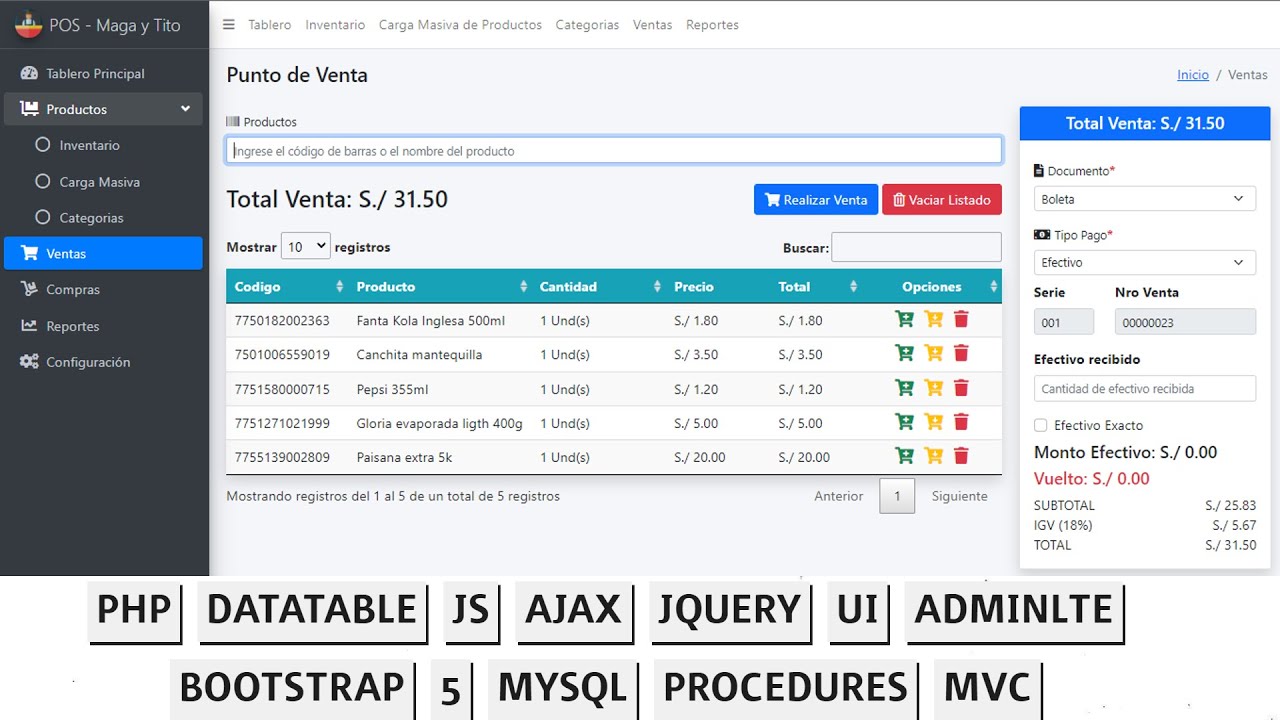 POS - Maga y Tito
Tablero Inventario Carga Masiva de Productos Categorias Ventas Reportes
Tablero Principal
Productos
Inventario
Carga Masiva
Categorias
Ventas
Compras
Reportes
Configuración
Punto de Venta
Inicio / Ventas
Productos
Ingrese el código de barras o el nombre del producto
Total Venta: S./ 31.50
Realizar Venta
Vaciar Listado
Mostrar 10 registros
Buscar:
Codigo Producto Cantidad Precio Total Opciones
7750182002363 Fanta Kola Inglesa 500ml 1 Und(s) S./ 1.80 S./ 1.80
7501006559019 Canchita mantequilla 1 Und(s) S./ 3.50 S./ 3.50
7751580000715 Pepsi 355ml 1 Und(s) S./ 1.20 S./ 1.20
7751271021999 Gloria evaporada ligth 400g 1 Und(s) S./ 5.00 S./ 5.00
7755139002809 Paisana extra 5k 1 Und(s) S./ 20.00 S./ 20.00
Mostrando registros del 1 al 5 de un total de 5 registros
Anterior 1 Siguiente
Total Venta: S./ 31.50
Documento*
Boleta
Tipo Pago*
Efectivo
Serie Nro Venta
001 00000023
Efectivo recibido
Cantidad de efectivo recibida
Efectivo Exacto
Monto Efectivo: S./ 0.00
Vuelto: S./ 0.00
SUBTOTAL S./ 25.83
IGV (18%) S./ 5.67
TOTAL S./ 31.50
PHP DATATABLE JS AJAX JQUERY UI ADMINLTE
BOOTSTRAP 5 MYSQL PROCEDURES MVC